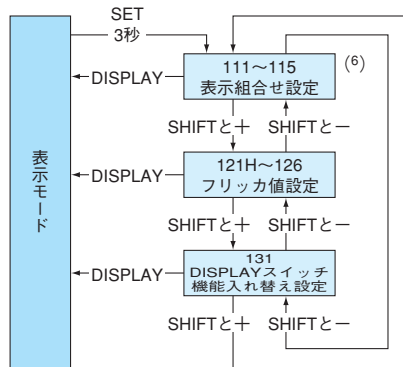 SET
3秒
表示モード
111～115
表示組合せ設定
(6)
DISPLAY
SHIFTと＋
SHIFTとー
121H～126
フリッカ値設定
DISPLAY
SHIFTと＋
SHIFTとー
131
DISPLAYスイッチ
機能入れ替え設定
DISPLAY
SHIFTと＋
SHIFTとー